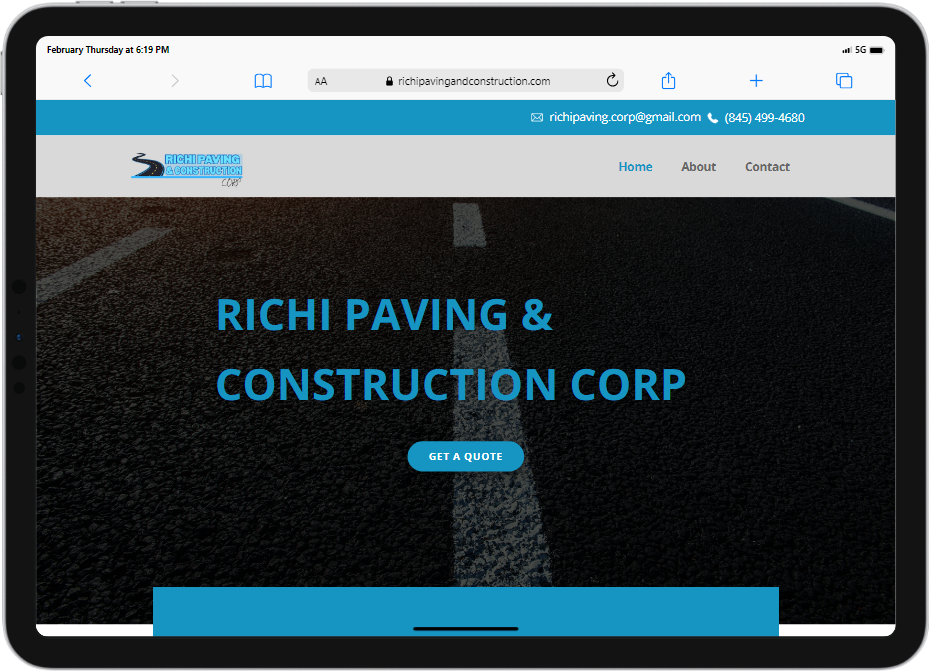 February Thursday at 6:19 PM
5G
AA
richipavingandconstruction.com
richipaving.corp@gmail.com
(845) 499-4680
RICHI PAVING
& CONSTRUCTION
CORP
Home
About
Contact
RICHI PAVING &
CONSTRUCTION CORP
GET A QUOTE